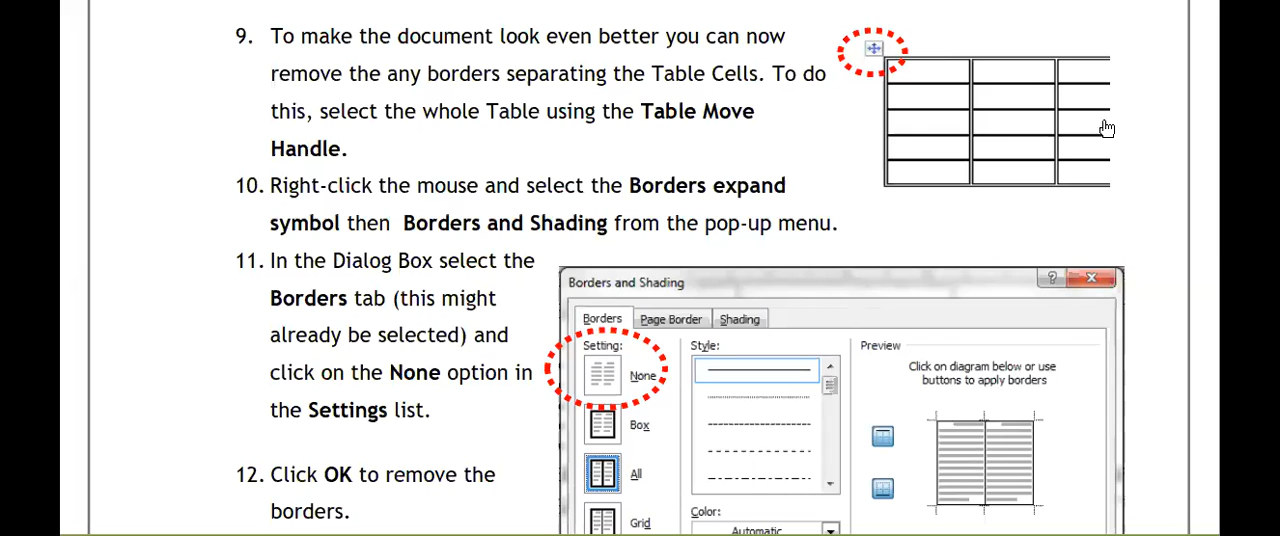 9. To make the document look even better you can now
remove the any borders separating the Table Cells. To do
this, select the whole Table using the Table Move
Handle.
10. Right-click the mouse and select the Borders expand
symbol then Borders and Shading from the pop-up menu.
11. In the Dialog Box select the
Borders tab (this might
already be selected) and
click on the None option in
the Settings list.
12. Click OK to remove the
borders.
Borders and Shading
?
Borders Page Border Shading
Setting:
None
Box
All
Grid
Style:
Color:
Automatic
Preview
Click on diagram below or use
buttons to apply borders